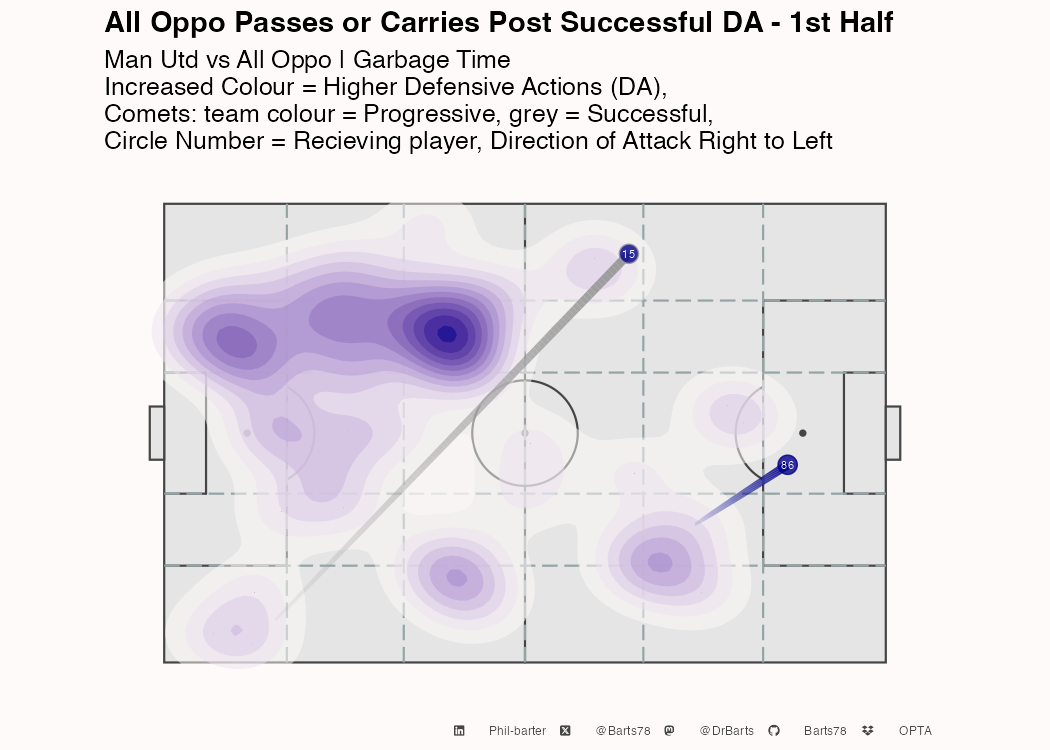 All Oppo Passes or Carries Post Successful DA - 1st Half
Man Utd vs All Oppo | Garbage Time
Increased Colour = Higher Defensive Actions (DA),
Comets: team colour = Progressive, grey = Successful,
Circle Number = Recieving player, Direction of Attack Right to Left
15
86
Phil-barter @Barts78 @DrBarts Barts78 OPTA